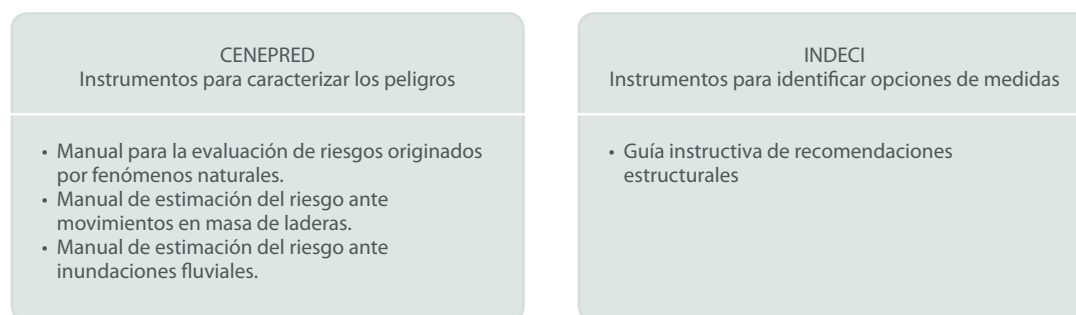 CENEPRED
Instrumentos para caracterizar los peligros
• Manual para la evaluación de riesgos originados
por fenómenos naturales.
• Manual de estimación del riesgo ante
movimientos en masa de laderas.
• Manual de estimación del riesgo ante
inundaciones fluviales.
INDECI
Instrumentos para identificar opciones de medidas
• Guía instructiva de recomendaciones
estructurales